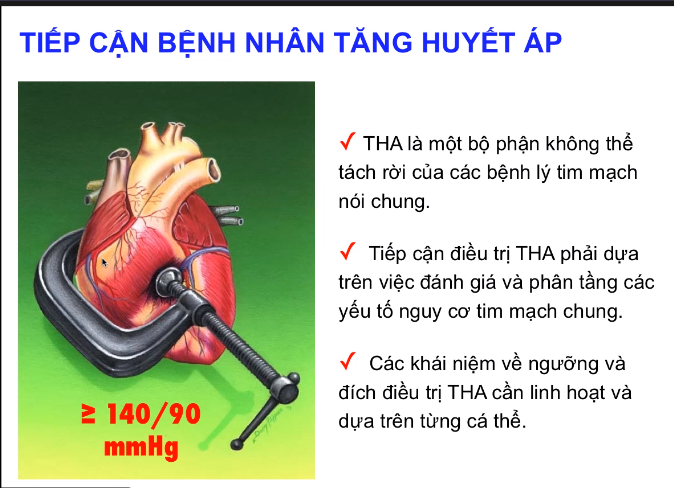 TIẾP CẬN BỆNH NHÂN TĂNG HUYẾT ÁP
✓ THA là một bộ phận không thể
tách rời của các bệnh lý tim mạch
nói chung.
✓ Tiếp cận điều trị THA phải dựa
trên việc đánh giá và phân tầng các
yếu tố nguy cơ tim mạch chung.
✓ Các khái niệm về ngưỡng và
đích điều trị THA cần linh hoạt và
dựa trên từng cá thể.
≥ 140/90
mmHg